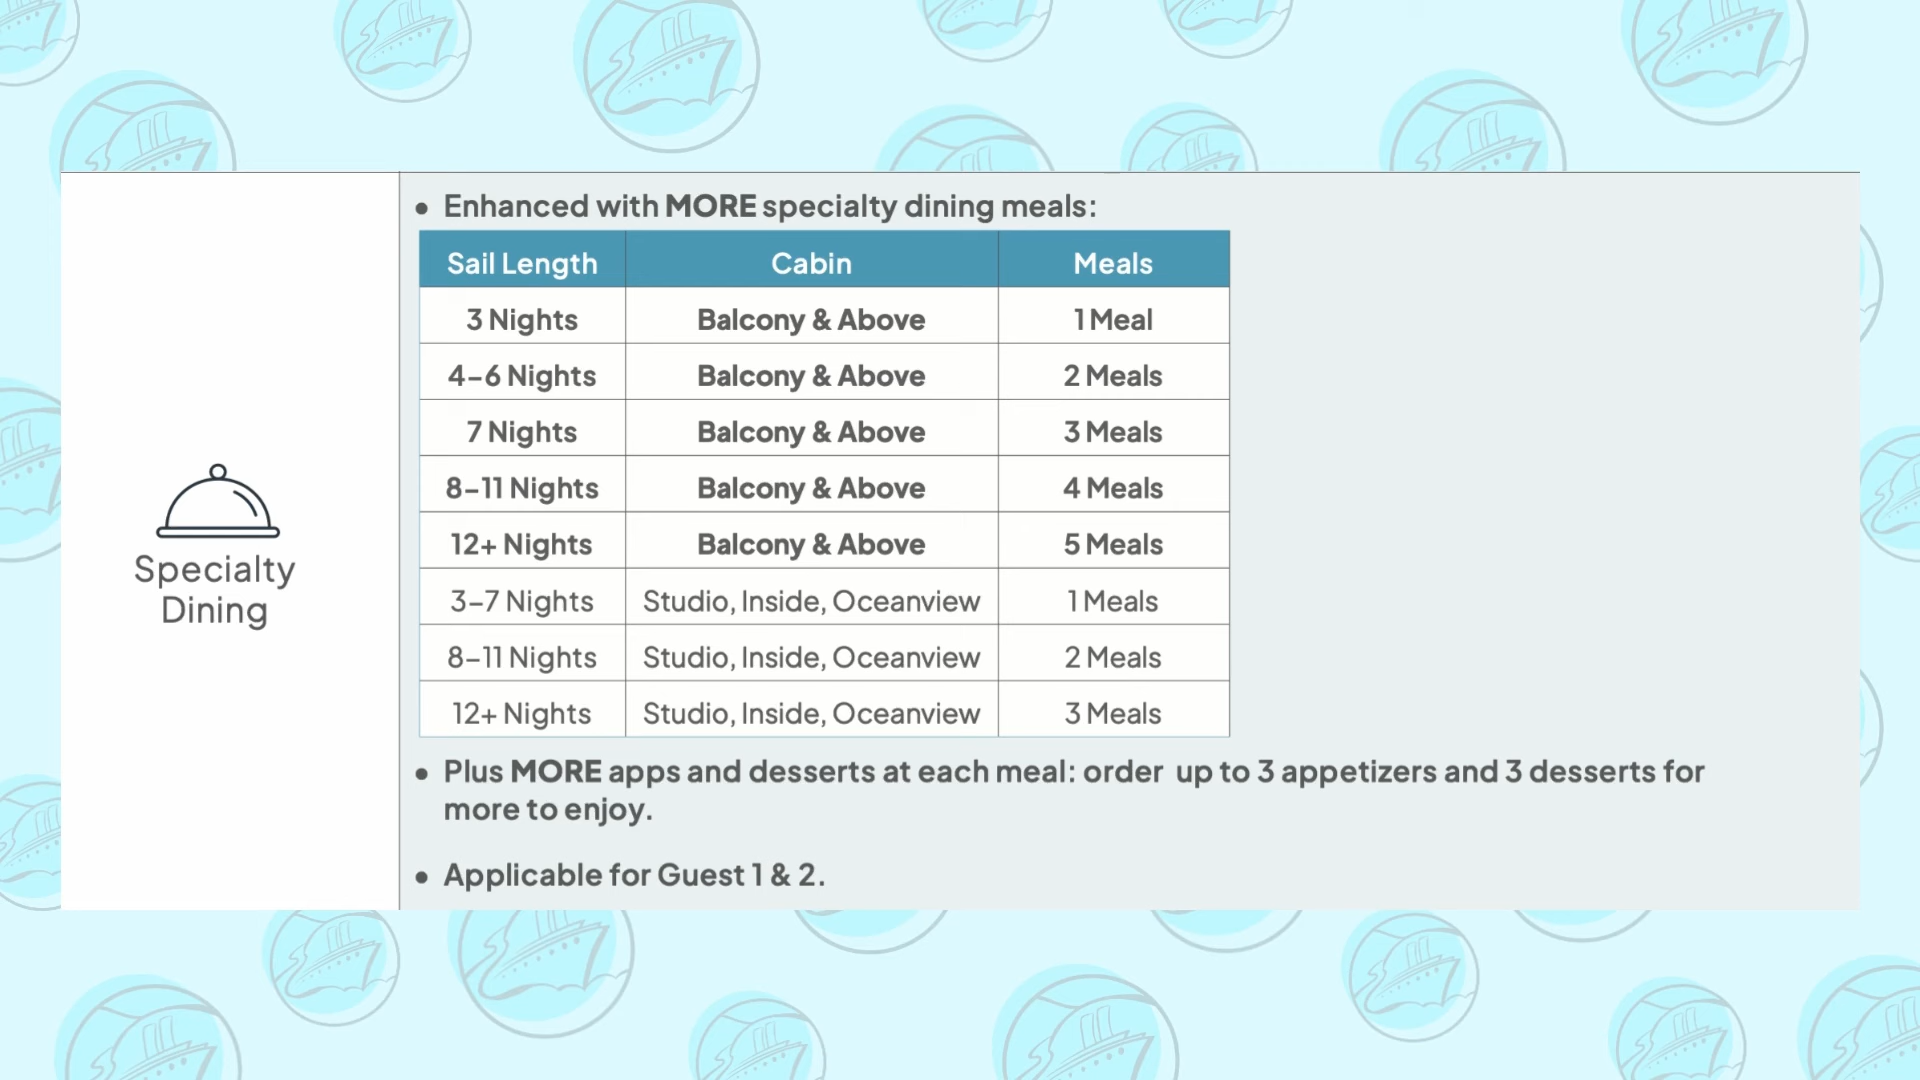 Specialty
Dining
• Enhanced with MORE specialty dining meals:
Sail Length Cabin Meals
3 Nights Balcony & Above 1 Meal
4–6 Nights Balcony & Above 2 Meals
7 Nights Balcony & Above 3 Meals
8–11 Nights Balcony & Above 4 Meals
12+ Nights Balcony & Above 5 Meals
3–7 Nights Studio, Inside, Oceanview 1 Meals
8–11 Nights Studio, Inside, Oceanview 2 Meals
12+ Nights Studio, Inside, Oceanview 3 Meals
• Plus MORE apps and desserts at each meal: order up to 3 appetizers and 3 desserts for
more to enjoy.
• Applicable for Guest 1 & 2.